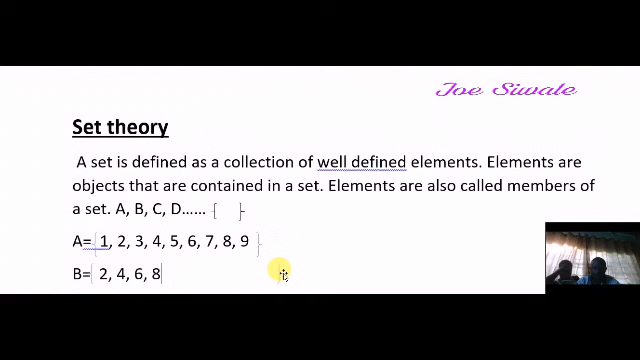 Joe Siwale
Set theory
A set is defined as a collection of well defined elements. Elements are
objects that are contained in a set. Elements are also called members of
a set. A, B, C, D...... { }
A={ 1, 2, 3, 4, 5, 6, 7, 8, 9 }
B={ 2, 4, 6, 8 }